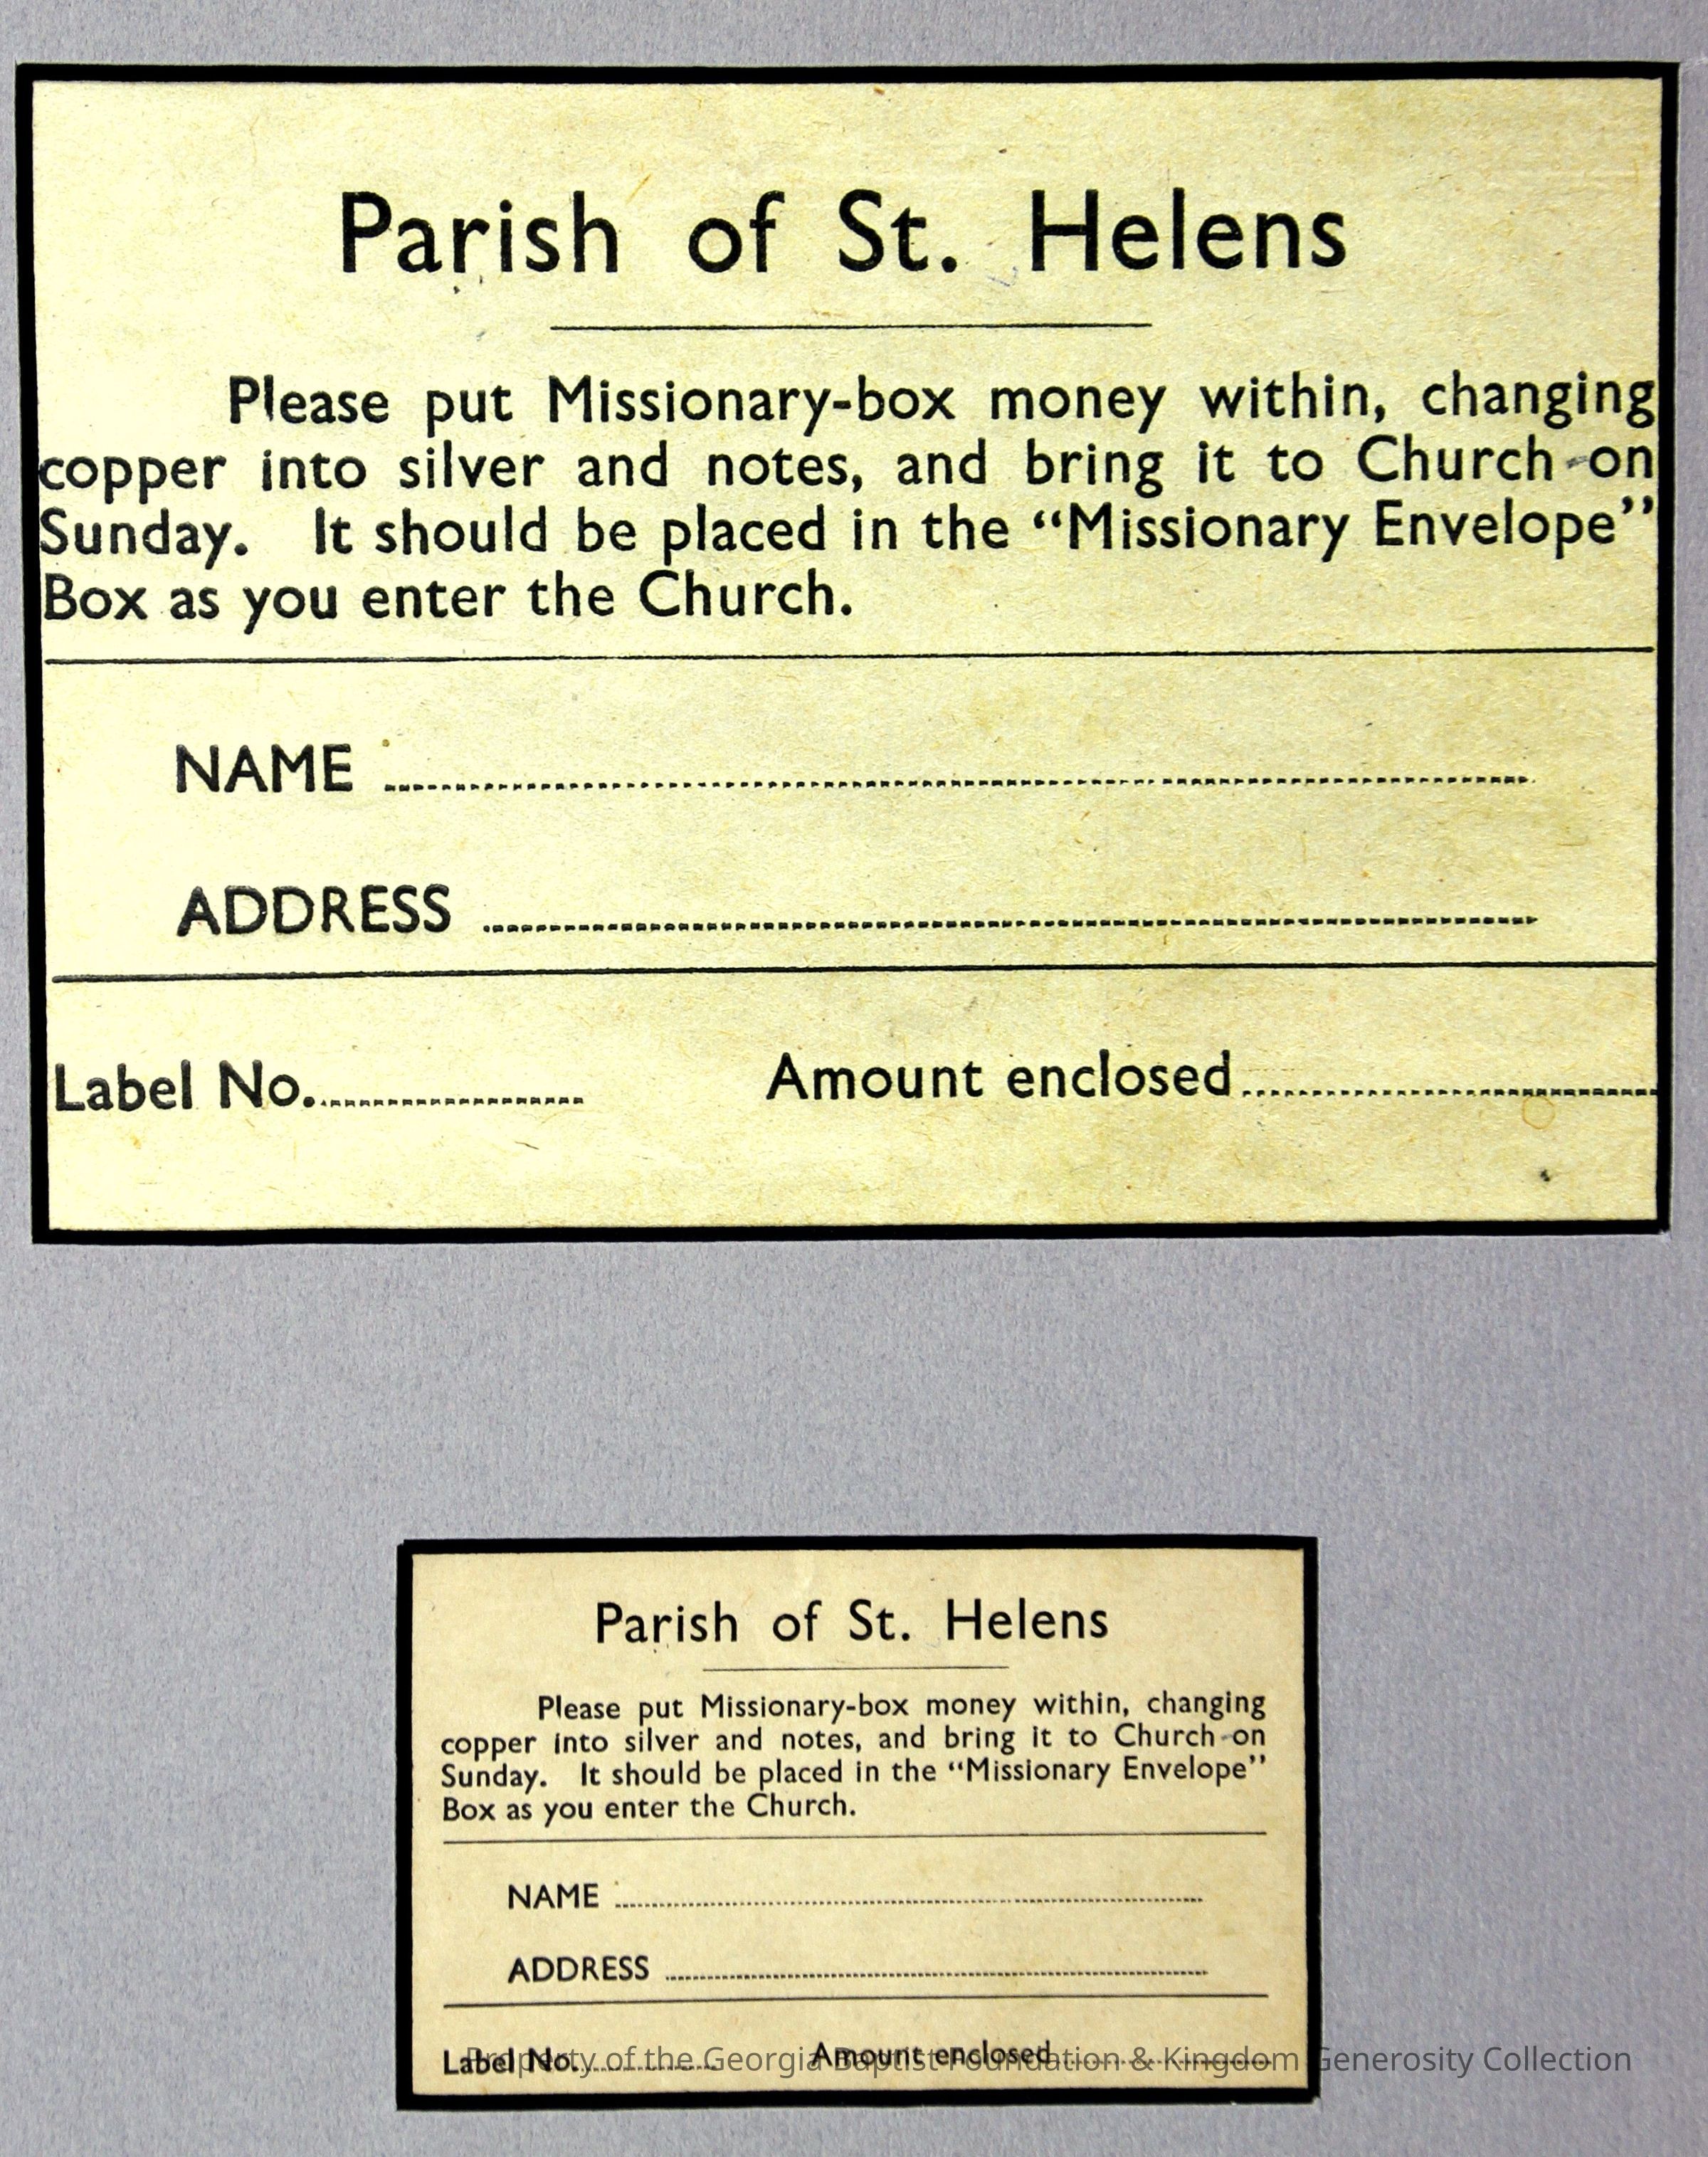 Parish of St. Helens
Please put Missionary-box money within, changing
copper into silver and notes, and bring it to Church on
Sunday. It should be placed in the “Missionary Envelope”
Box as you enter the Church.
NAME
ADDRESS
Label No. Amount enclosed
Parish of St. Helens
Please put Missionary-box money within, changing
copper into silver and notes, and bring it to Church on
Sunday. It should be placed in the “Missionary Envelope”
Box as you enter the Church.
NAME
ADDRESS
Label No. Amount enclosed
Property of the Georgia Baptist Foundation & Kingdom Generosity Collection